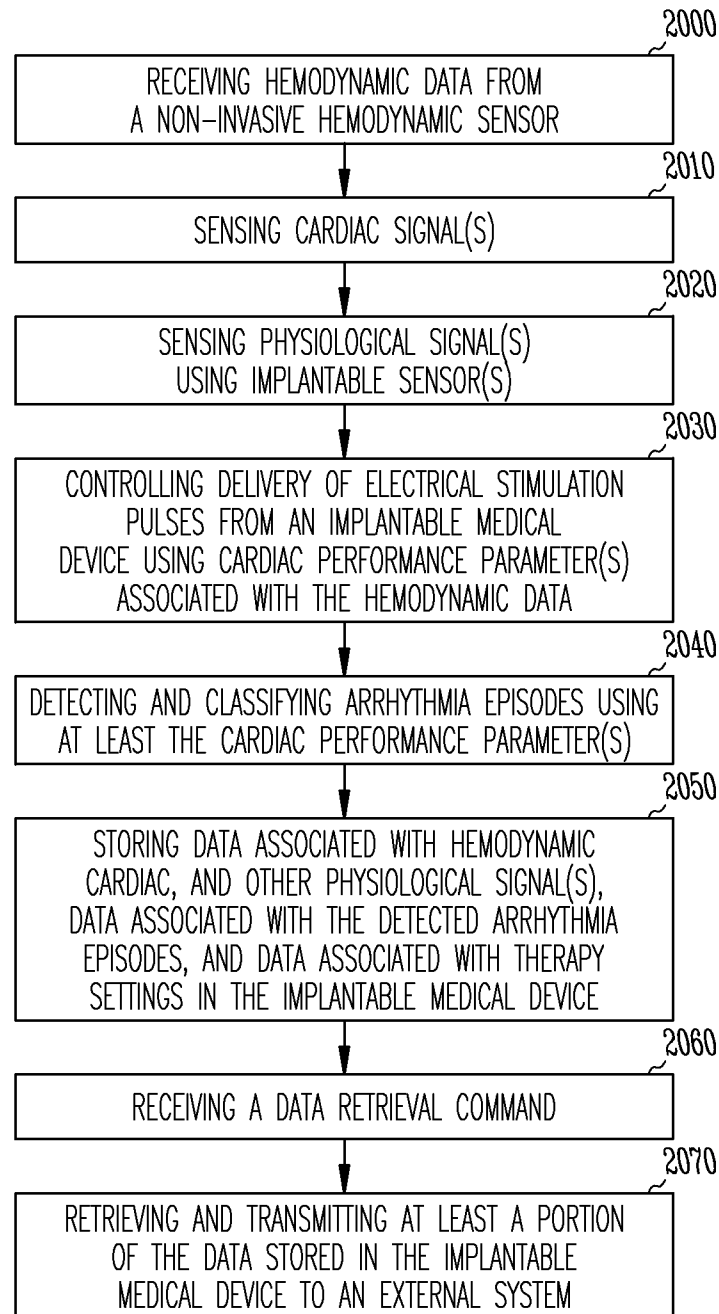 2000
RECEIVING HEMODYNAMIC DATA FROM
A NON-INVASIVE HEMODYNAMIC SENSOR
2010
SENSING CARDIAC SIGNAL(S)
2020
SENSING PHYSIOLOGICAL SIGNAL(S)
USING IMPLANTABLE SENSOR(S)
2030
CONTROLLING DELIVERY OF ELECTRICAL STIMULATION
PULSES FROM AN IMPLANTABLE MEDICAL
DEVICE USING CARDIAC PERFORMANCE PARAMETER(S)
ASSOCIATED WITH THE HEMODYNAMIC DATA
2040
DETECTING AND CLASSIFYING ARRHYTHMIA EPISODES USING
AT LEAST THE CARDIAC PERFORMANCE PARAMETER(S)
2050
STORING DATA ASSOCIATED WITH HEMODYNAMIC
CARDIAC, AND OTHER PHYSIOLOGICAL SIGNAL(S),
DATA ASSOCIATED WITH THE DETECTED ARRHYTHMIA
EPISODES, AND DATA ASSOCIATED WITH THERAPY
SETTINGS IN THE IMPLANTABLE MEDICAL DEVICE
2060
RECEIVING A DATA RETRIEVAL COMMAND
2070
RETRIEVING AND TRANSMITTING AT LEAST A PORTION
OF THE DATA STORED IN THE IMPLANTABLE
MEDICAL DEVICE TO AN EXTERNAL SYSTEM